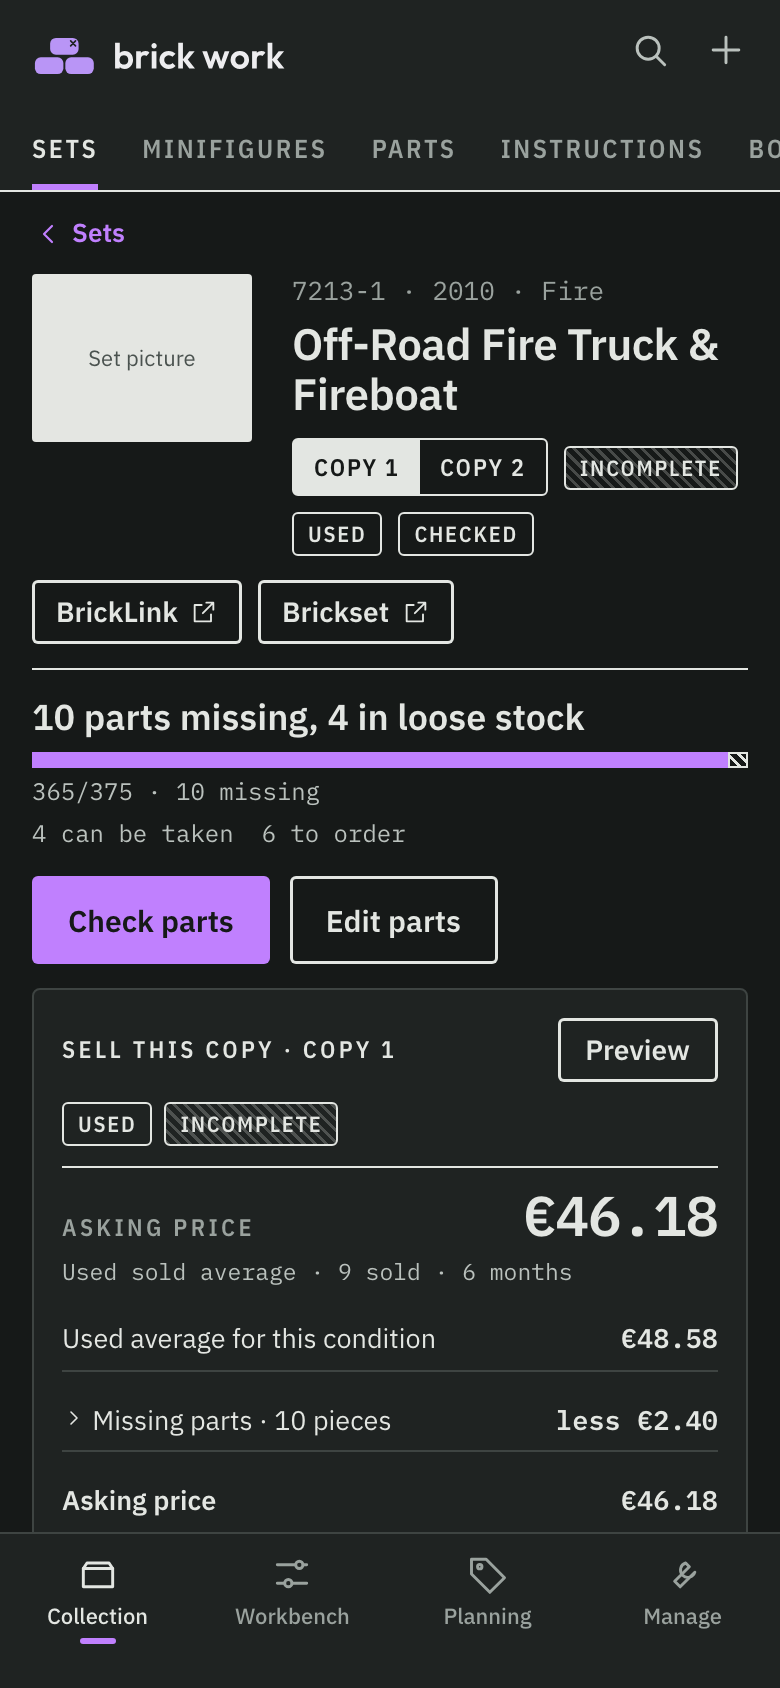 brick work
SETS MINIFIGURES PARTS INSTRUCTIONS BO
Sets
Set picture
7213-1 · 2010 · Fire
Off-Road Fire Truck &
Fireboat
COPY 1 COPY 2 INCOMPLETE
USED CHECKED
BrickLink Brickset
10 parts missing, 4 in loose stock
365/375 · 10 missing
4 can be taken 6 to order
Check parts Edit parts
SELL THIS COPY · COPY 1 Preview
USED INCOMPLETE
ASKING PRICE €46.18
Used sold average · 9 sold · 6 months
Used average for this condition €48.58
Missing parts · 10 pieces less €2.40
Asking price €46.18
Collection Workbench Planning Manage